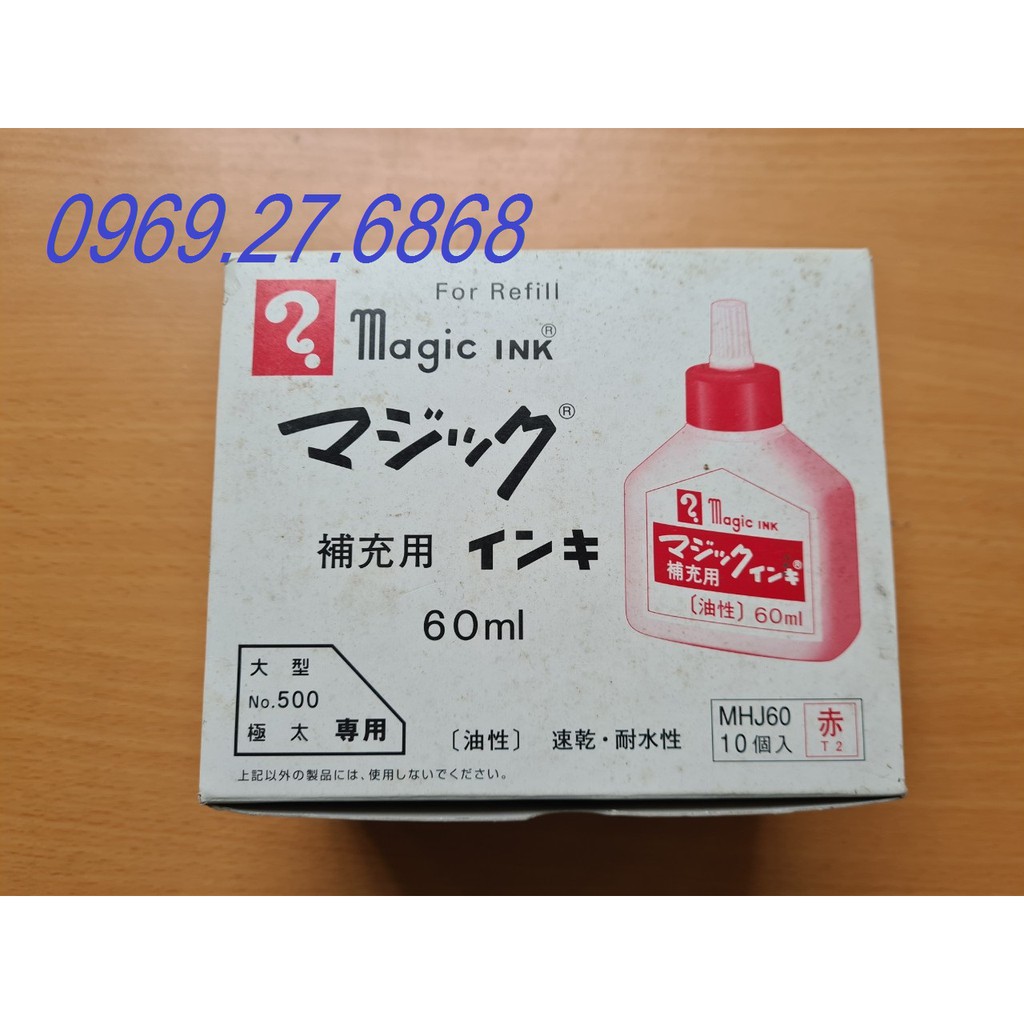 0969.27.6868
For Refill
?
magic INK®
マジック®
補充用 インキ
60ml
大型
No.500
極太 専用
上記以外の製品には、使用しないでください。
〔油性〕 速乾・耐水性
MHJ60
10個入
赤
T2
?
magic INK
マジックインキ®
補充用
〔油性〕60ml